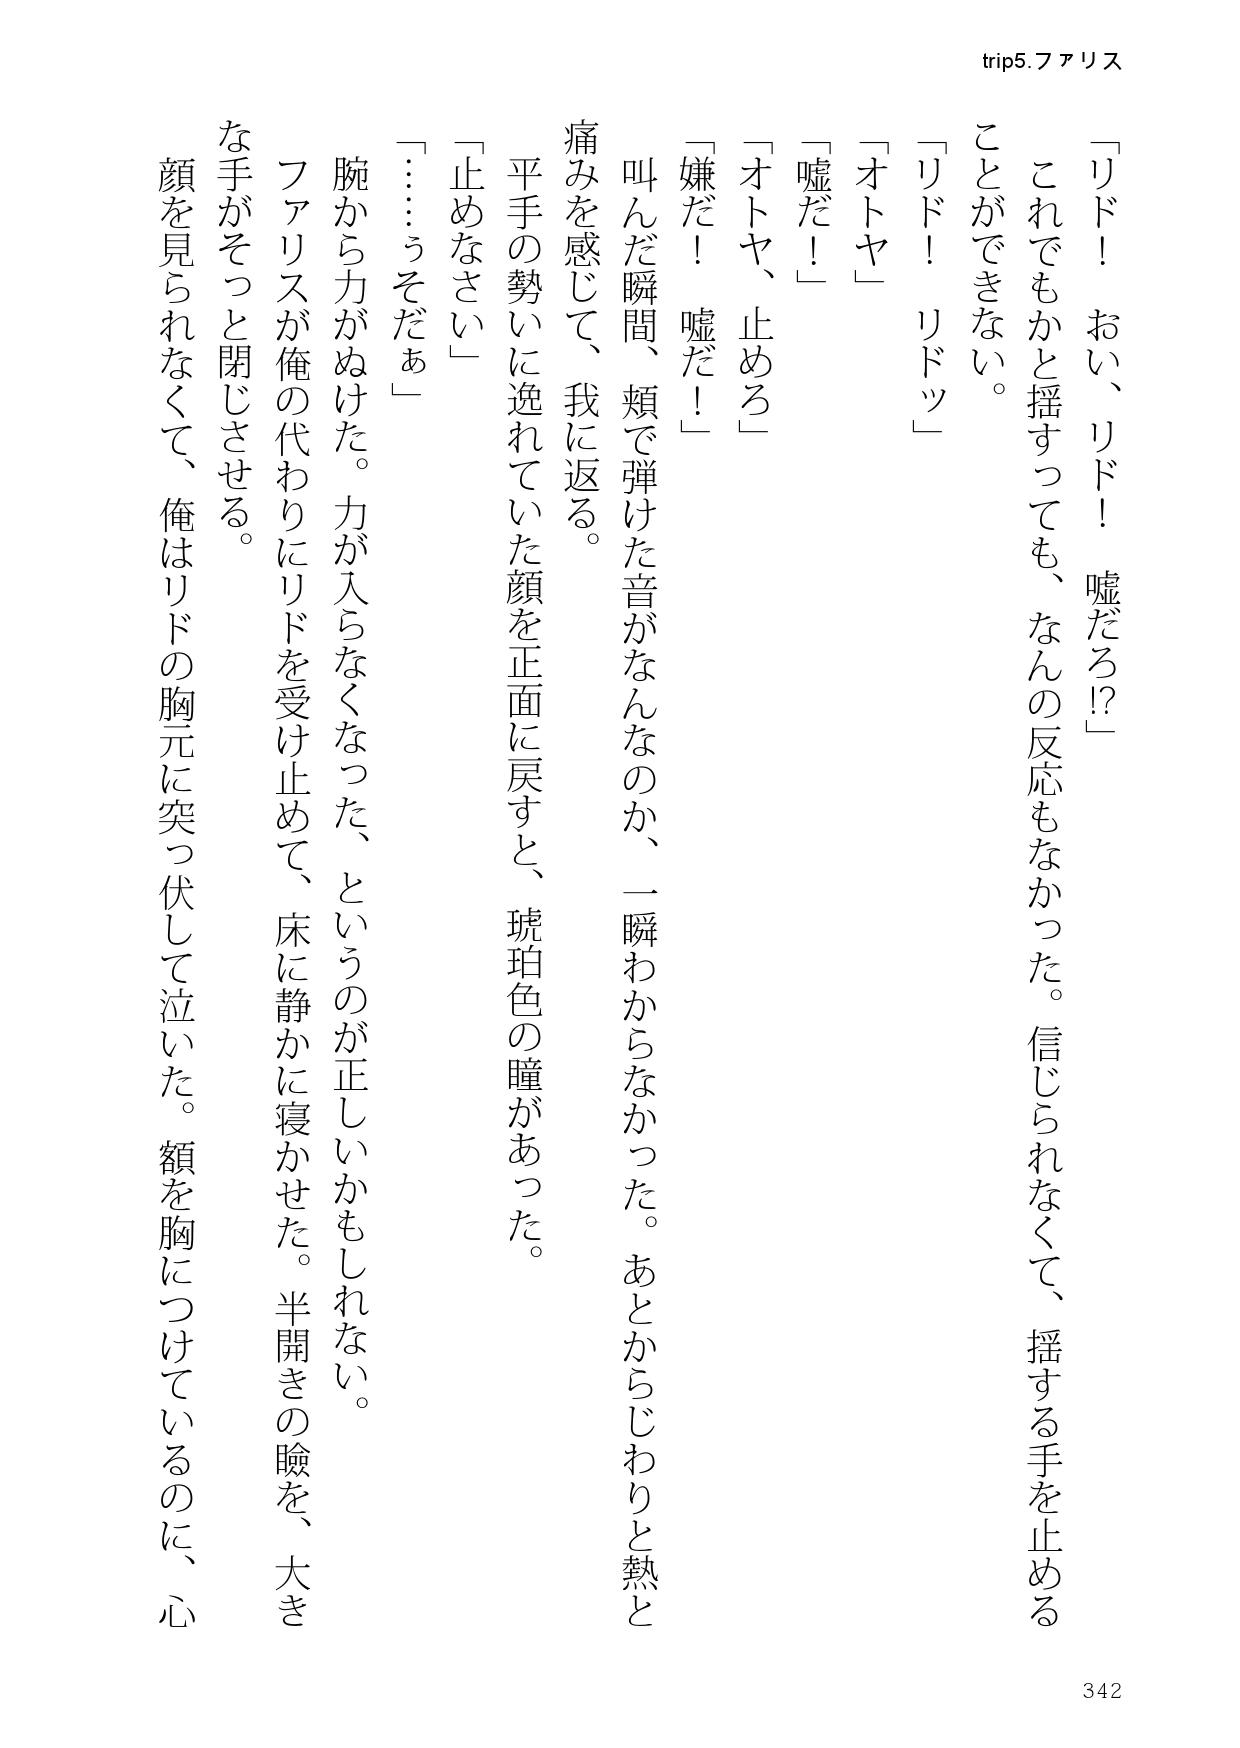 trip5.ファリス
「リド！　おい、リド！　嘘だろ!?」
　これでもかと揺すっても、なんの反応もなかった。信じられなくて、揺する手を止める
ことができない。
「リド！　リドッ」
「オトヤ」
「嘘だ！」
「オトヤ、止めろ」
「嫌だ！　嘘だ！」
　叫んだ瞬間、頬で弾けた音がなんなのか、一瞬わからなかった。あとからじわりと熱と
痛みを感じて、我に返る。
　平手の勢いに逸れていた顔を正面に戻すと、琥珀色の瞳があった。
「止めなさい」
「……うそだぁ」
　腕から力がぬけた。力が入らなくなった、というのが正しいかもしれない。
　ファリスが俺の代わりにリドを受け止めて、床に静かに寝かせた。半開きの瞼を、大き
な手がそっと閉じさせる。
　顔を見られなくて、俺はリドの胸元に突っ伏して泣いた。額を胸につけているのに、心
342